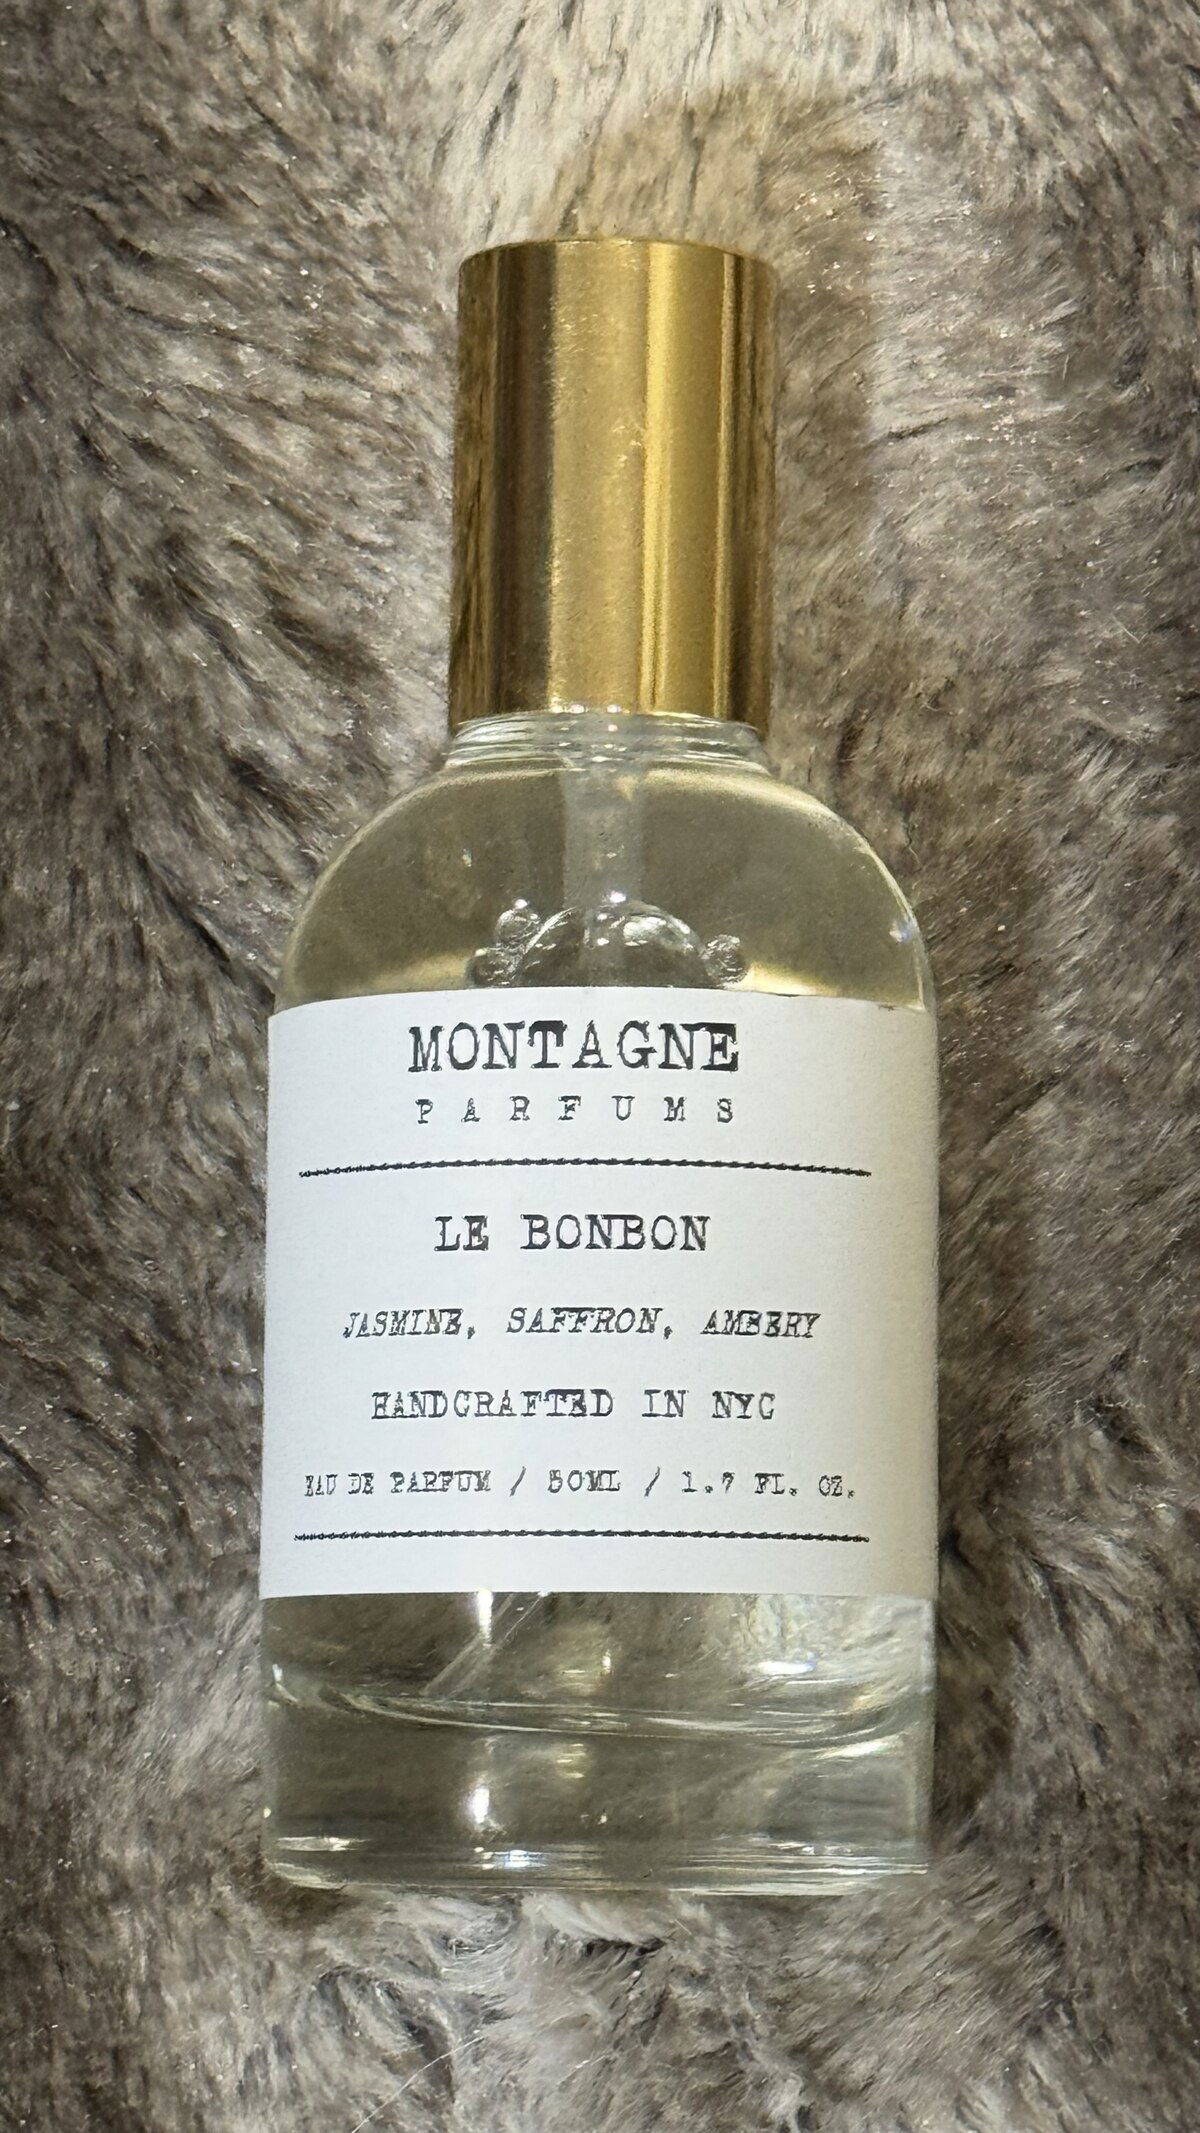 MONTAGNE
PARFUMS
LE BONBON
JASMINE, SAFFRON, AMBERY
HANDCRAFTED IN NYC
EAU DE PARFUM / 50ML / 1.7 FL. OZ.